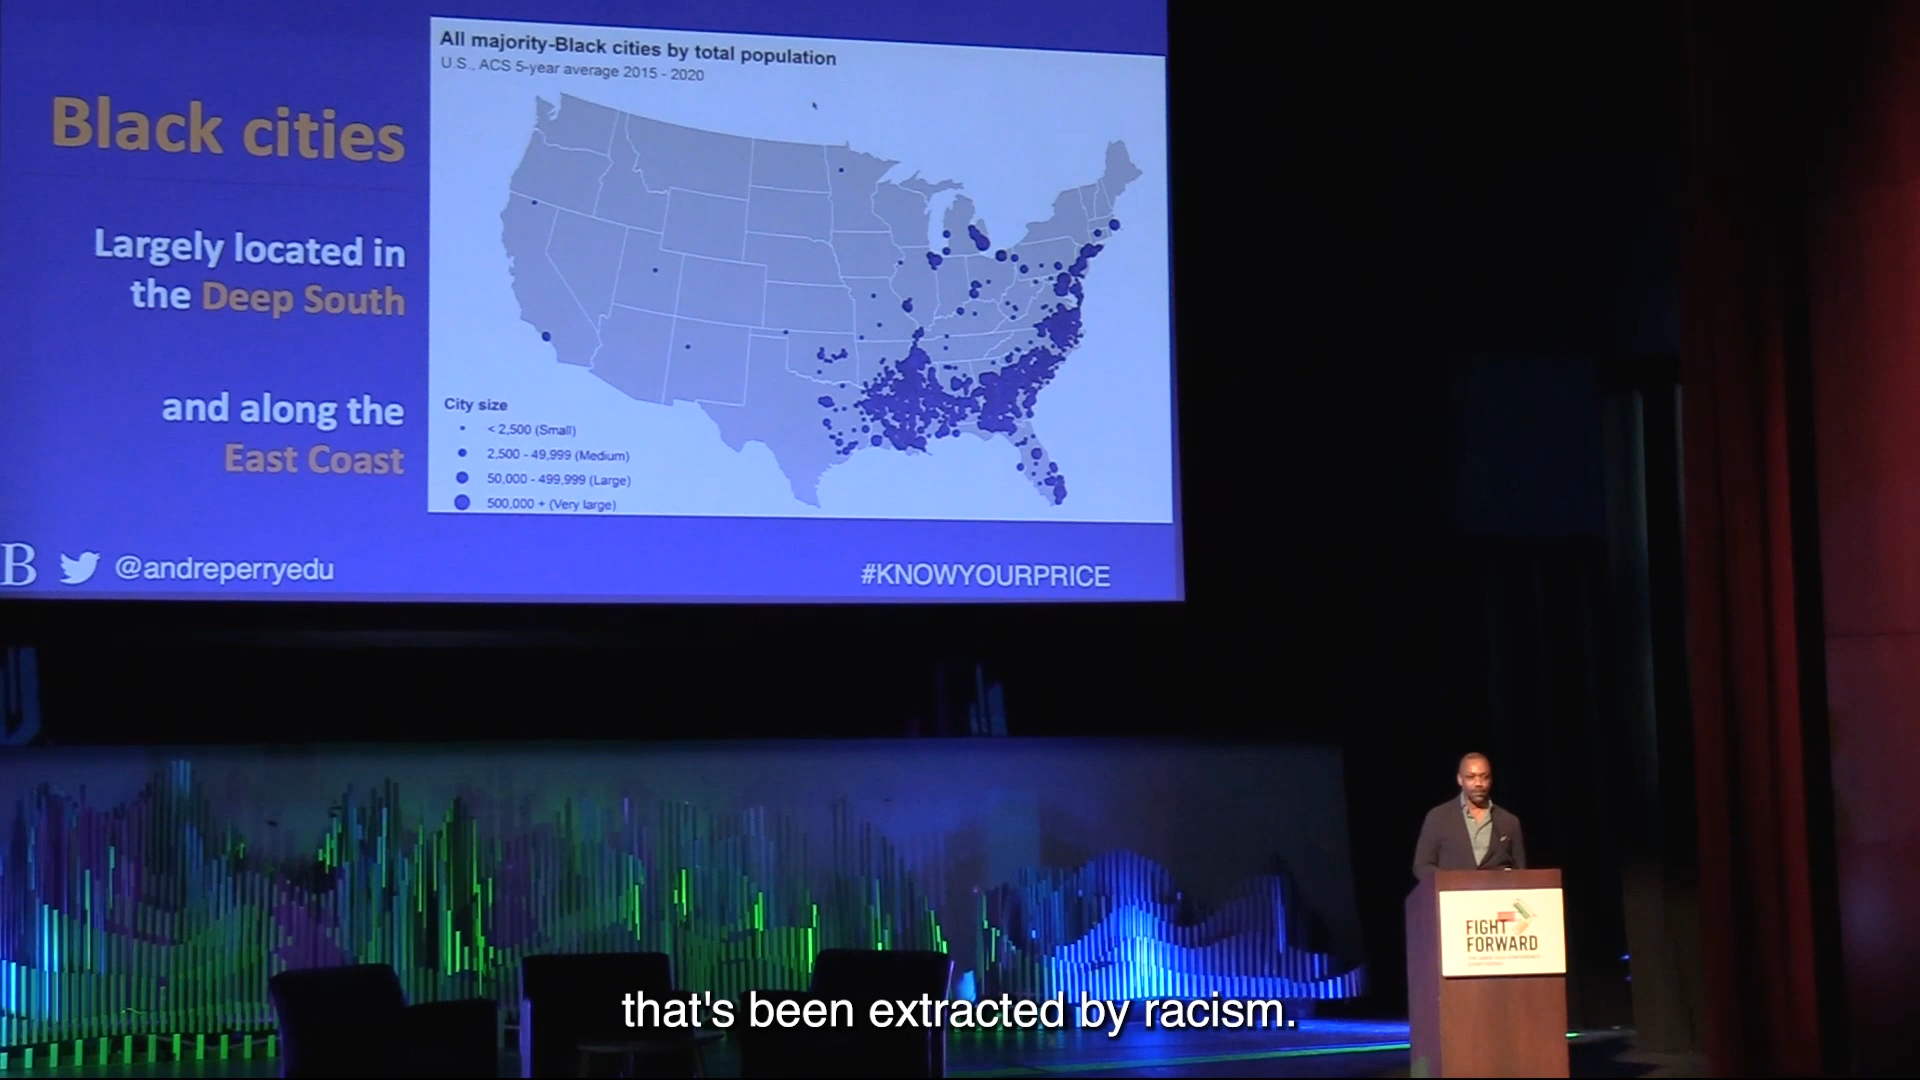 Black cities
Largely located in
the Deep South
and along the
East Coast
All majority-Black cities by total population
U.S., ACS 5-year average 2015 - 2020
City size
< 2,500 (Small)
2,500 - 49,999 (Medium)
50,000 - 499,999 (Large)
500,000 + (Very large)
B
@andreperryedu
#KNOWYOURPRICE
FIGHT
FORWARD
that's been extracted by racism.